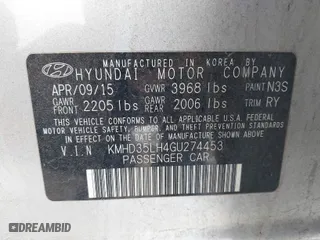 MANUFACTURED IN KOREA BY
HYUNDAI MOTOR COMPANY
APR/09/15 GVWR 3968 lbs PAINT N3S
GAWR FRONT 2205 lbs GAWR REAR 2006 lbs TRIM RY
THIS VEHICLE CONFORMS TO ALL APPLICABLE U.S.A. FEDERAL
MOTOR VEHICLE SAFETY, BUMPER, AND THEFT PREVENTION
STANDARDS IN EFFECT ON THE DATE OF MANUFACTURE SHOWN ABOVE.
V.I.N KMHD35LH4GU274453
PASSENGER CAR
© DREAMBID dreambid.com